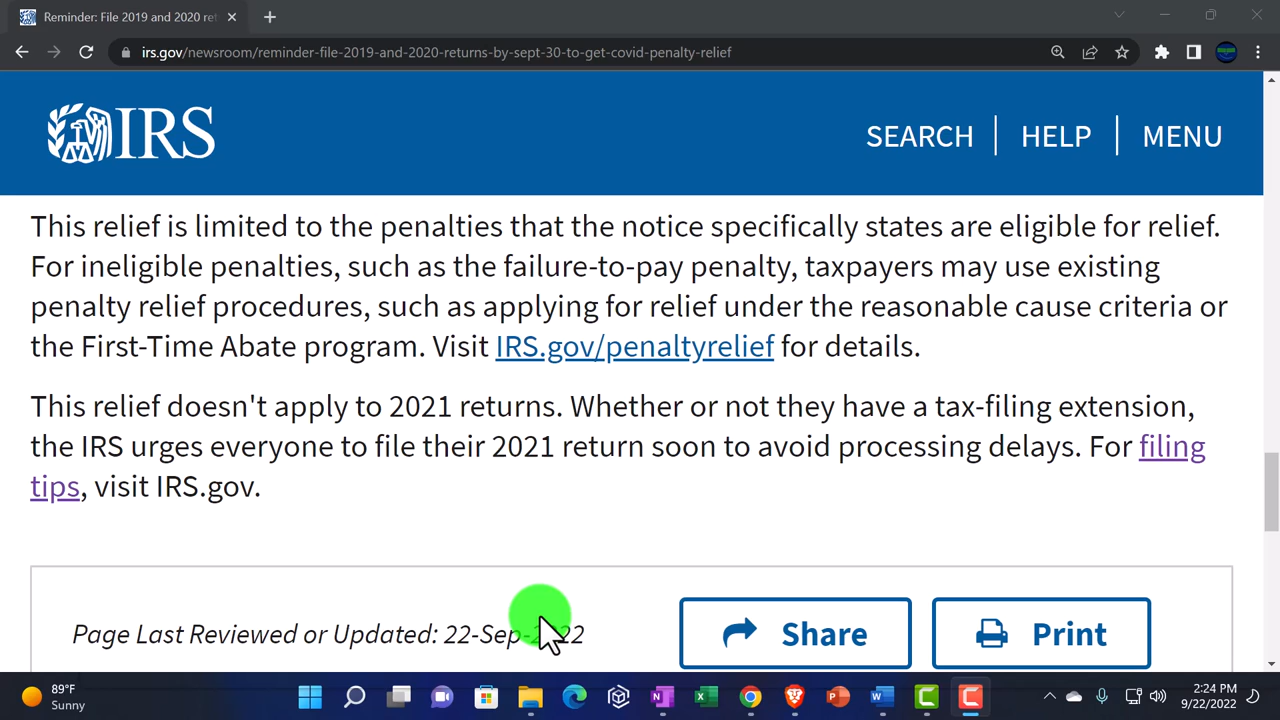 Reminder: File 2019 and 2020 ret
irs.gov/newsroom/reminder-file-2019-and-2020-returns-by-sept-30-to-get-covid-penalty-relief
IRS
SEARCH
HELP
MENU
This relief is limited to the penalties that the notice specifically states are eligible for relief.
For ineligible penalties, such as the failure-to-pay penalty, taxpayers may use existing
penalty relief procedures, such as applying for relief under the reasonable cause criteria or
the First-Time Abate program. Visit IRS.gov/penaltyrelief for details.
This relief doesn't apply to 2021 returns. Whether or not they have a tax-filing extension,
the IRS urges everyone to file their 2021 return soon to avoid processing delays. For filing
tips, visit IRS.gov.
Page Last Reviewed or Updated: 22-Sep-2022
Share
Print
89°F
Sunny
2:24 PM
9/22/2022